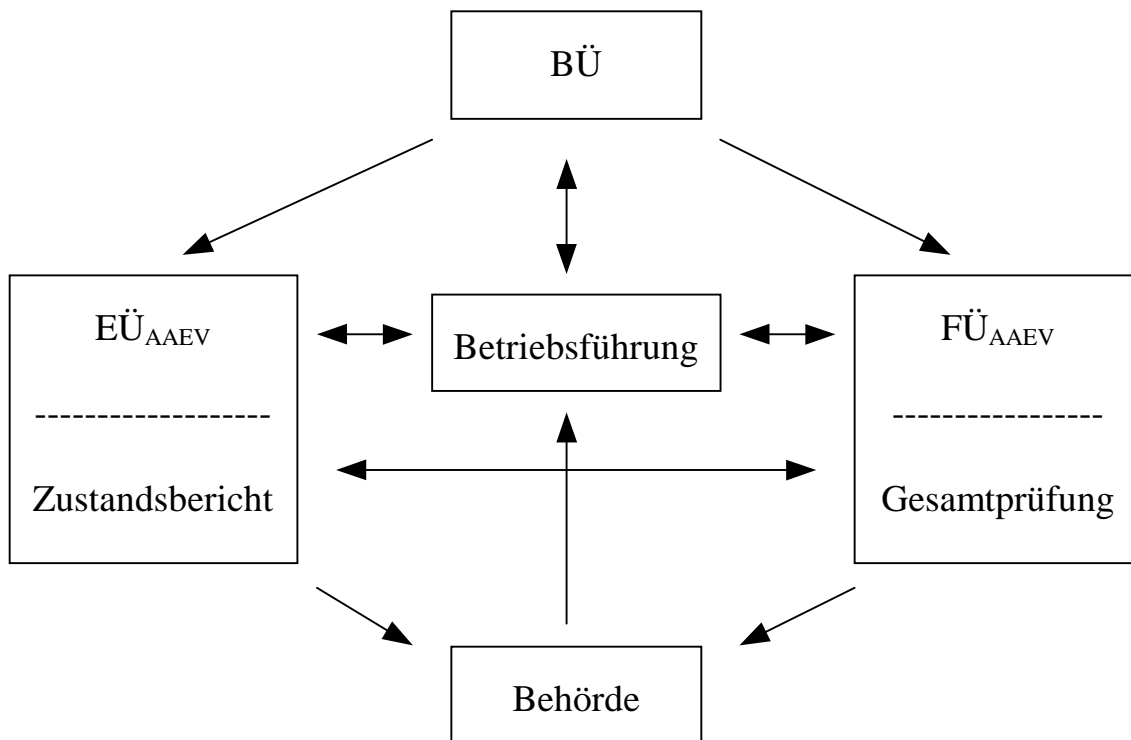 BÜ
EÜAAEV
Betriebsführung
FÜAAEV
Zustandsbericht
Gesamtprüfung
Behörde